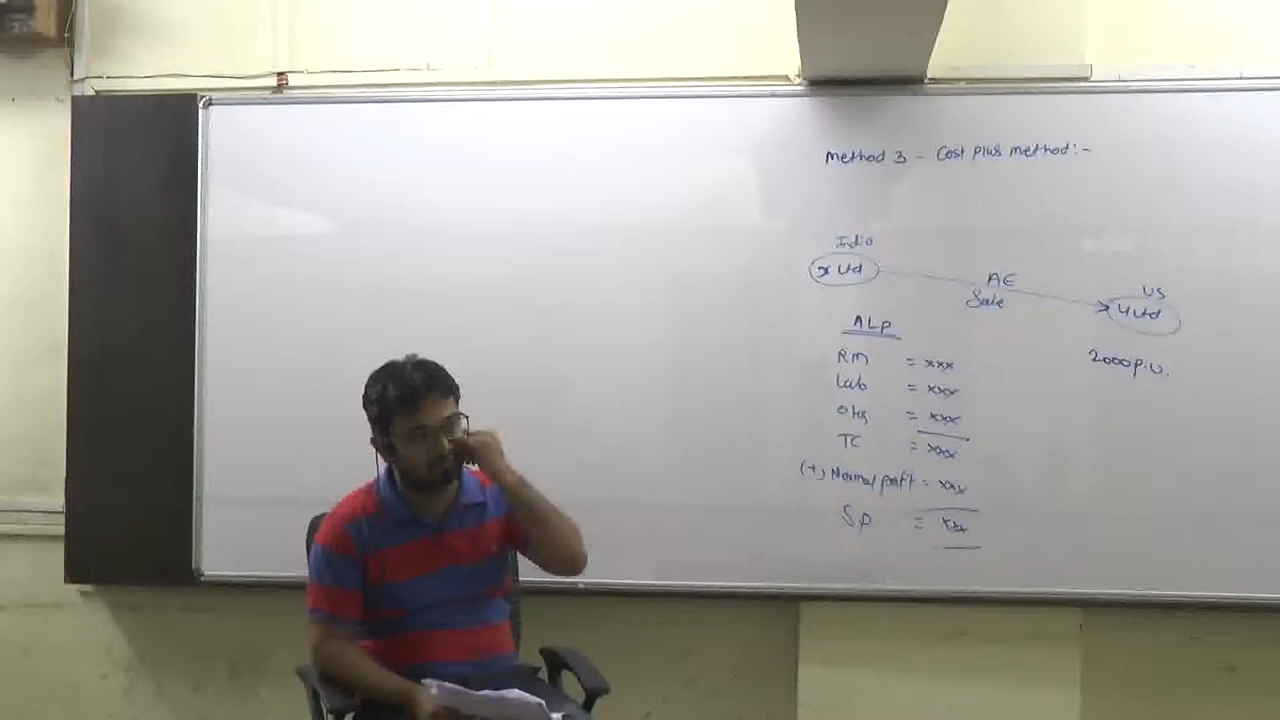 Method 3 - Cost plus method:-
India
X Ltd
AE
Sale
US
Y Ltd
2000 p.u.
ALP
RM = xxx
Lab = xxx
OHs = xxx
TC = xxx
(+) Normal profit = xxx
S.P = xxx